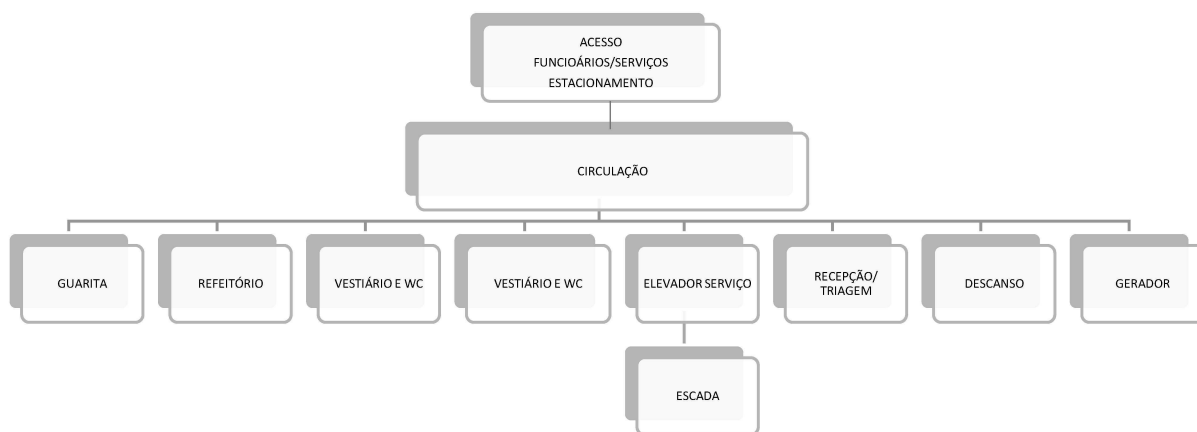 ACESSO
FUNCIOÁRIOS/SERVIÇOS
ESTACIONAMENTO
CIRCULAÇÃO
GUARITA
REFEITÓRIO
VESTIÁRIO E WC
VESTIÁRIO E WC
ELEVADOR SERVIÇO
RECEPÇÃO/
TRIAGEM
DESCANSO
GERADOR
ESCADA